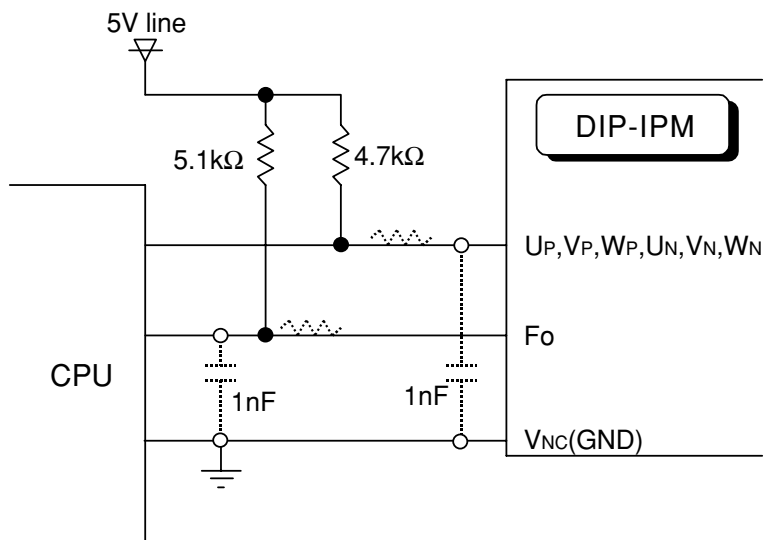 5V line
DIP-IPM
5.1kΩ
4.7kΩ
UP,VP,WP,UN,VN,WN
Fo
CPU
1nF
1nF
VNC(GND)